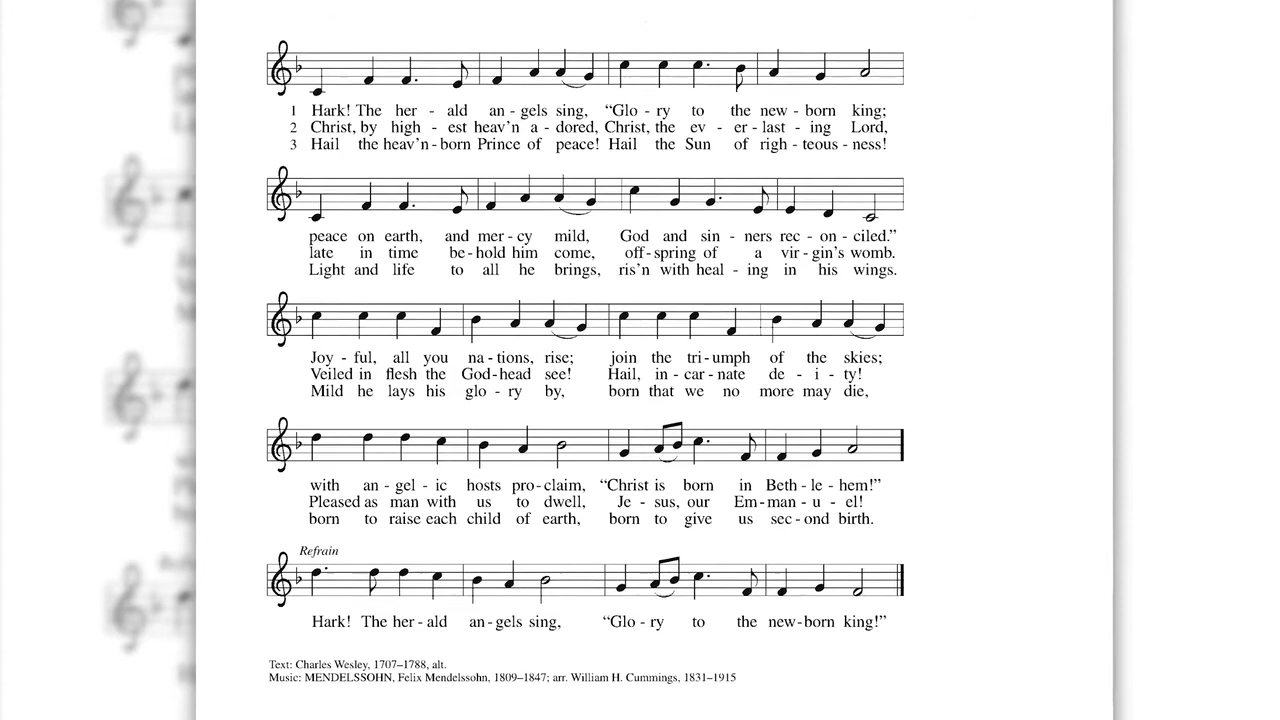 1 Hark! The her - ald an - gels sing, “Glo - ry to the new - born king;
2 Christ, by high - est heav’n a - dored, Christ, the ev - er - last - ing Lord,
3 Hail the heav’n - born Prince of peace! Hail the Sun of righ - teous - ness!
peace on earth, and mer - cy mild, God and sin - ners rec - on - ciled.”
late in time be - hold him come, off - spring of a vir - gin’s womb.
Light and life to all he brings, ris’n with heal - ing in his wings.
Joy - ful, all you na - tions, rise; join the tri - umph of the skies;
Veiled in flesh the God - head see! Hail, in - car - nate de - i - ty!
Mild he lays his glo - ry by, born that we no more may die,
with an - gel - ic hosts pro - claim, “Christ is born in Beth - le - hem!”
Pleased as man with us to dwell, Je - sus, our Em - man - u - el!
born to raise each child of earth, born to give us sec - ond birth.
Refrain
Hark! The her - ald an - gels sing, “Glo - ry to the new - born king!”
Text: Charles Wesley, 1707–1788, alt.
Music: MENDELSSOHN, Felix Mendelssohn, 1809–1847; arr. William H. Cummings, 1831–1915